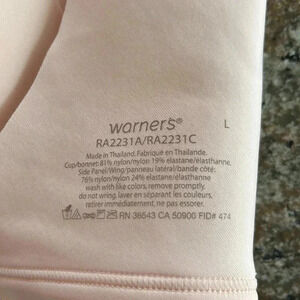 warners® L
RA2231A/RA2231C
Made in Thailand. Fabriqué en Thaïlande.
Cup/bonnet: 81% nylon/nylon 19% elastane/élasthanne.
Side Panel/Wing/panneau latéral/bande côté:
76% nylon/nylon 24% elastane/élasthanne
wash with like colors, remove promptly,
do not wring, laver en séparant les couleurs,
retirer immédiatement, ne pas essorer
RN 36543 CA 50900 FID# 474